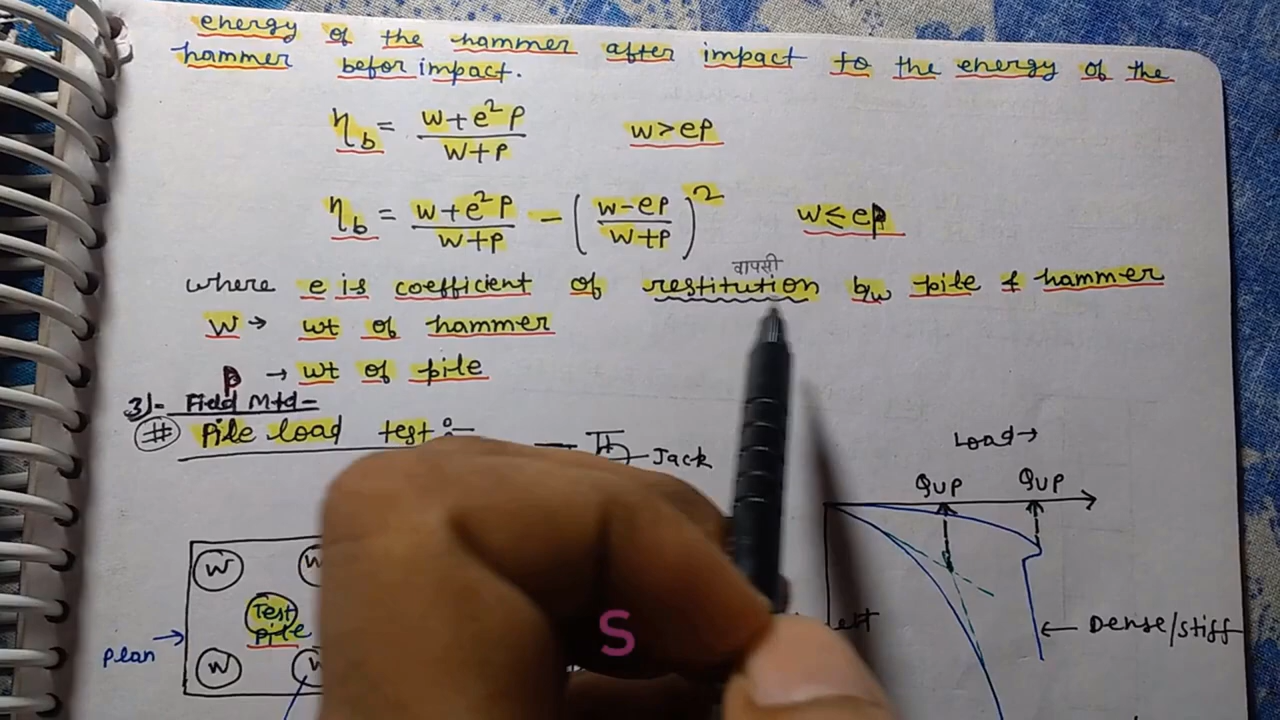 energy of the hammer after impact to the energy of the
hammer befor impact.
ηb = (w+e²P)/(w+P)    w>eP
ηb = (w+e²P)/(w+P) - ((w-eP)/(w+P))²    w≤eP
वापसी
where e is coefficient of restitution b/w pile & hammer
W → wt of hammer
P → wt of pile
3)- Field Mtd-
# Pile load test :-
Jack
Load→
QUP QUP
W
Test
Pile
Plan →
W
S
← Dense/stiff